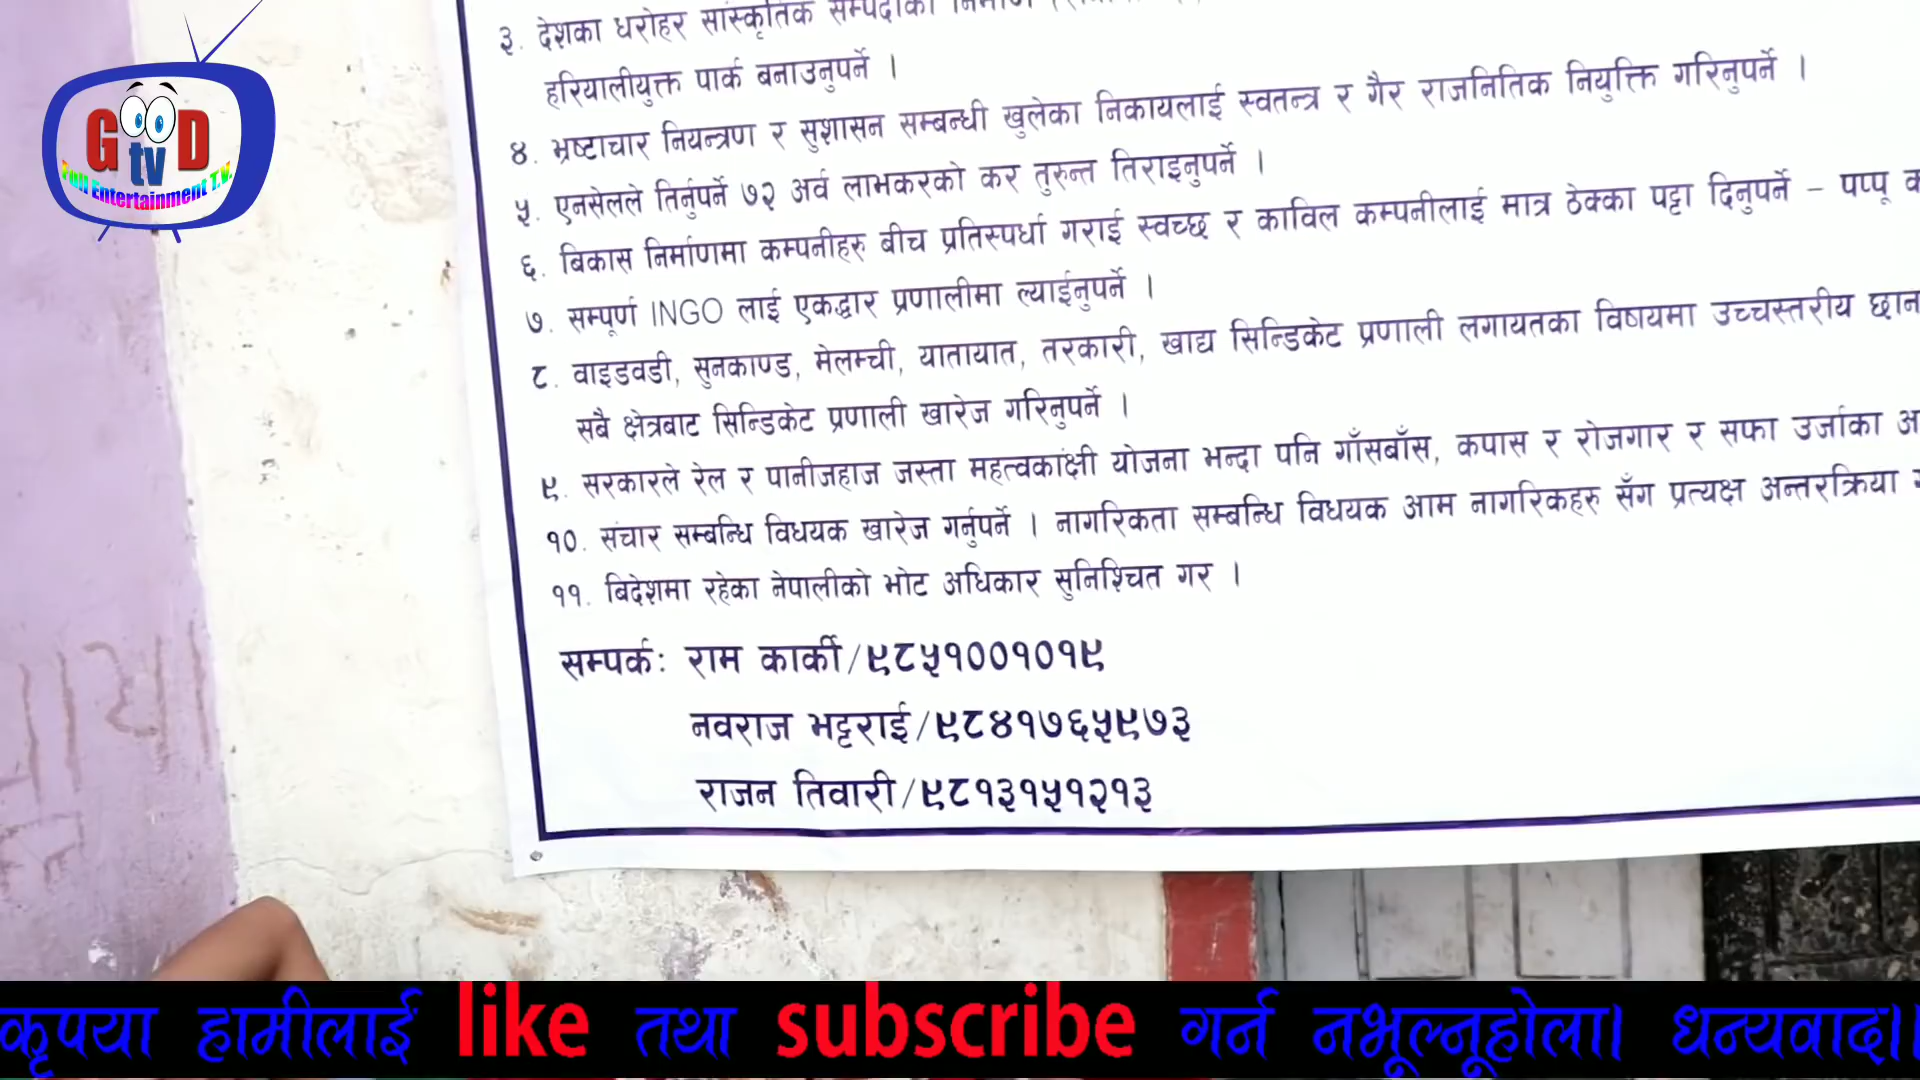 GOOD
tv
Full Entertainment T.V.
३. देशका धरोहर सांस्कृतिक सम्पदाको निर्माण
हरियालीयुक्त पार्क बनाउनुपर्ने ।
४. भ्रष्टाचार नियन्त्रण र सुशासन सम्बन्धी खुलेका निकायलाई स्वतन्त्र र गैर राजनितिक नियुक्ति गरिनुपर्ने ।
५. एनसेलले तिर्नुपर्ने ७२ अर्व लाभकरको कर तुरुन्त तिराइनुपर्ने ।
६. बिकास निर्माणमा कम्पनीहरु बीच प्रतिस्पर्धा गराई स्वच्छ र काविल कम्पनीलाई मात्र ठेक्का पट्टा दिनुपर्ने – पप्पू
७. सम्पूर्ण INGO लाई एकद्धार प्रणालीमा ल्याईनुपर्ने ।
८. वाइडवडी, सुनकाण्ड, मेलम्ची, यातायात, तरकारी, खाद्य सिन्डिकेट प्रणाली लगायतका विषयमा उच्चस्तरीय छान
सबै क्षेत्रबाट सिन्डिकेट प्रणाली खारेज गरिनुपर्ने ।
९. सरकारले रेल र पानीजहाज जस्ता महत्वकांक्षी योजना भन्दा पनि गाँसबाँस, कपास र रोजगार र सफा उर्जाका
१०. संचार सम्बन्धि विधयक खारेज गर्नुपर्ने । नागरिकता सम्बन्धि विधयक आम नागरिकहरु सँग प्रत्यक्ष अन्तरक्रिया
११. बिदेशमा रहेका नेपालीको भोट अधिकार सुनिश्चित गर ।
सम्पर्क: राम कार्की/९८५१००१०१९
नवराज भट्टराई/९८४१७६५९७३
राजन तिवारी/९८१३१५१२१३
कृपया हामीलाई like तथा subscribe गर्न नभूल्नूहोला। धन्यवाद।।